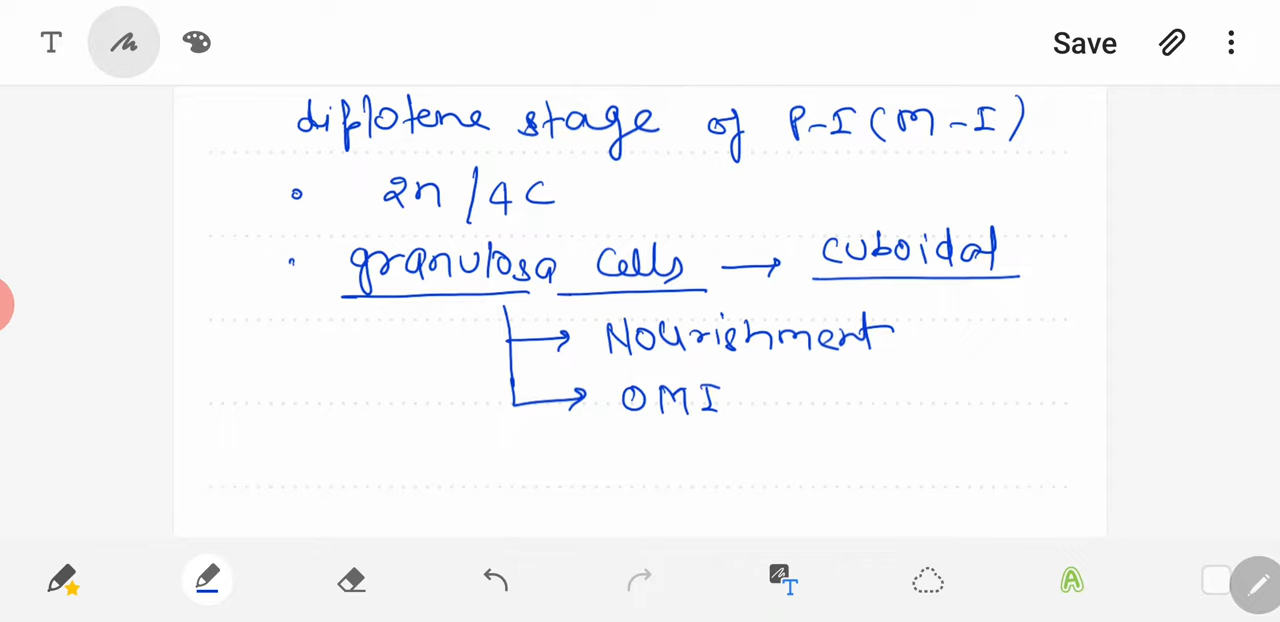 T Save
diplotene stage of P-I (M-I)
• 2n/4C
• granulosa cells → cuboidal
→ Nourishment
→ OMI
T
A